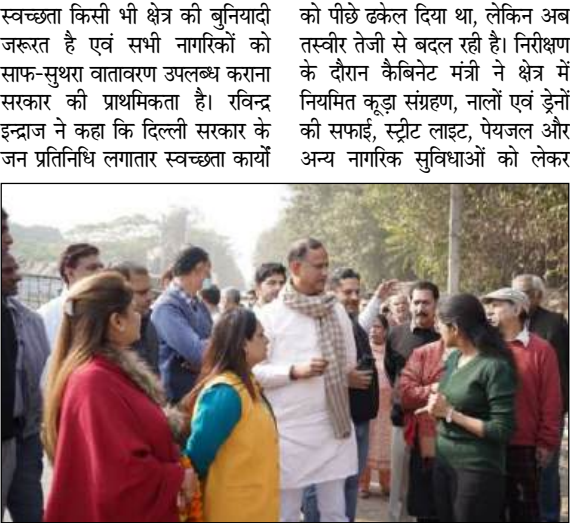 स्वच्छता किसी भी क्षेत्र की बुनियादी
जरूरत है एवं सभी नागरिकों को
साफ-सुथरा वातावरण उपलब्ध कराना
सरकार की प्राथमिकता है। रविन्द्र
इन्द्राज ने कहा कि दिल्ली सरकार के
जन प्रतिनिधि लगातार स्वच्छता कार्यों
को पीछे ढकेल दिया था, लेकिन अब
तस्वीर तेजी से बदल रही है। निरीक्षण
के दौरान कैबिनेट मंत्री ने क्षेत्र में
नियमित कूड़ा संग्रहण, नालों एवं ड्रेनों
की सफाई, स्ट्रीट लाइट, पेयजल और
अन्य नागरिक सुविधाओं को लेकर